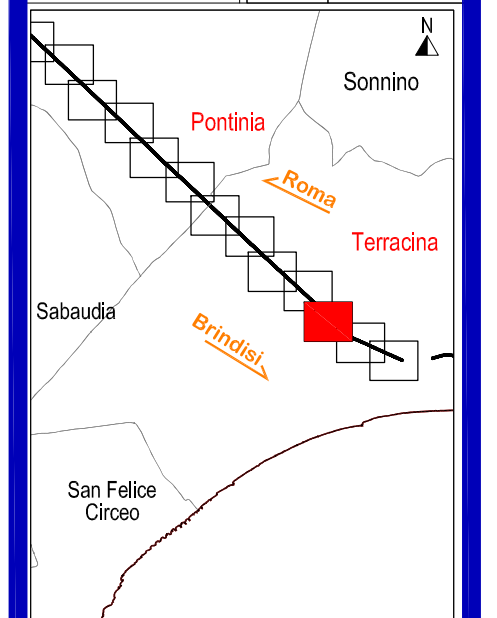 N
Sonnino
Pontinia
Roma
Terracina
Sabaudia
Brindisi
San Felice
Circeo